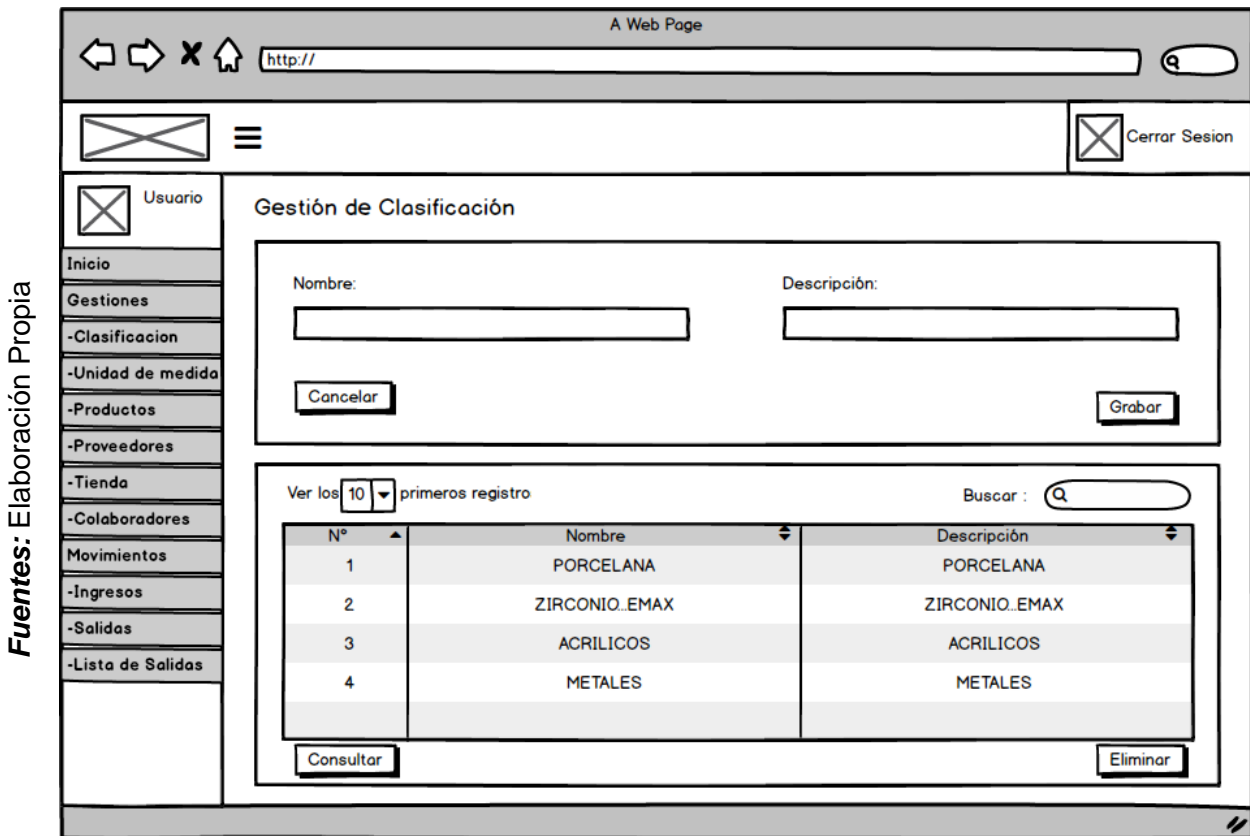 A Web Page
http://
Cerrar Sesion
Usuario
Inicio
Gestiones
-Clasificacion
-Unidad de medida
-Productos
-Proveedores
-Tienda
-Colaboradores
Movimientos
-Ingresos
-Salidas
-Lista de Salidas
Gestión de Clasificación
Nombre:
Descripción:
Cancelar
Grabar
Ver los 10 primeros registro
Buscar :
N° Nombre Descripción
1 PORCELANA PORCELANA
2 ZIRCONIO...EMAX ZIRCONIO...EMAX
3 ACRILICOS ACRILICOS
4 METALES METALES
Consultar
Eliminar
Fuentes: Elaboración Propia